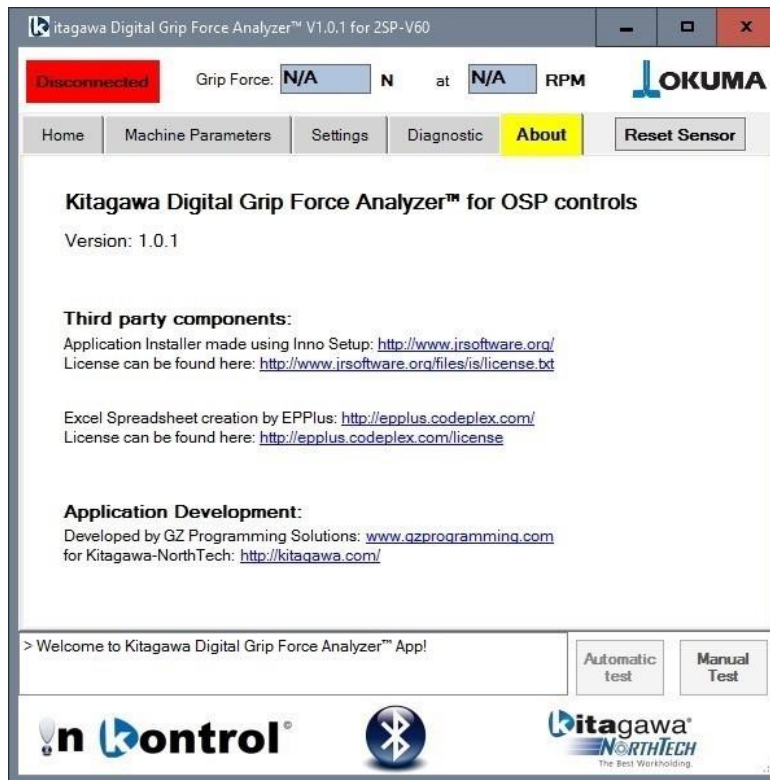 kitagawa Digital Grip Force Analyzer™ V1.0.1 for 2SP-V60
Disconnected Grip Force: N/A N at N/A RPM OKUMA
Home Machine Parameters Settings Diagnostic About Reset Sensor
Kitagawa Digital Grip Force Analyzer™ for OSP controls
Version: 1.0.1
Third party components:
Application Installer made using Inno Setup: http://www.jrsoftware.org/
License can be found here: http://www.jrsoftware.org/files/is/license.txt
Excel Spreadsheet creation by EPPlus: http://epplus.codeplex.com/
License can be found here: http://epplus.codeplex.com/license
Application Development:
Developed by GZ Programming Solutions: www.gzprogramming.com
for Kitagawa-NorthTech: http://kitagawa.com/
> Welcome to Kitagawa Digital Grip Force Analyzer™ App!
Automatic
test
Manual
Test
in kontrol©
kitagawa®
NORTHTECH
The Best Workholding.